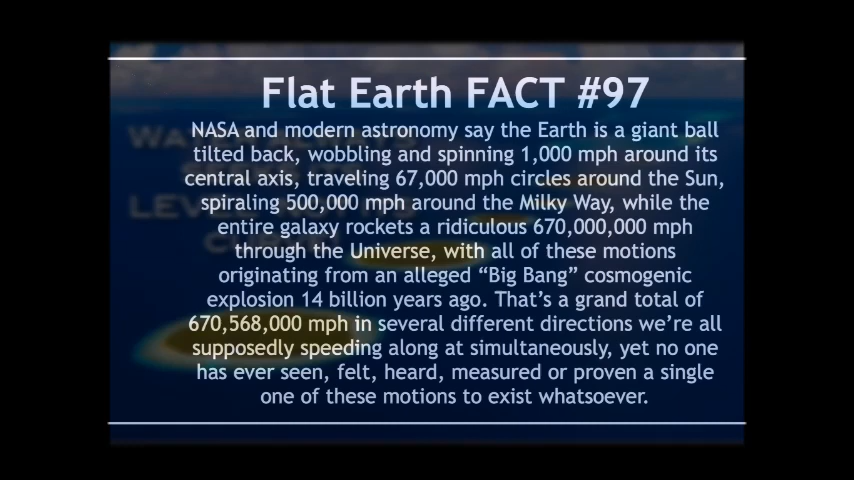 Flat Earth FACT #97
NASA and modern astronomy say the Earth is a giant ball
tilted back, wobbling and spinning 1,000 mph around its
central axis, traveling 67,000 mph circles around the Sun,
spiraling 500,000 mph around the Milky Way, while the
entire galaxy rockets a ridiculous 670,000,000 mph
through the Universe, with all of these motions
originating from an alleged “Big Bang” cosmogenic
explosion 14 billion years ago. That’s a grand total of
670,568,000 mph in several different directions we’re all
supposedly speeding along at simultaneously, yet no one
has ever seen, felt, heard, measured or proven a single
one of these motions to exist whatsoever.